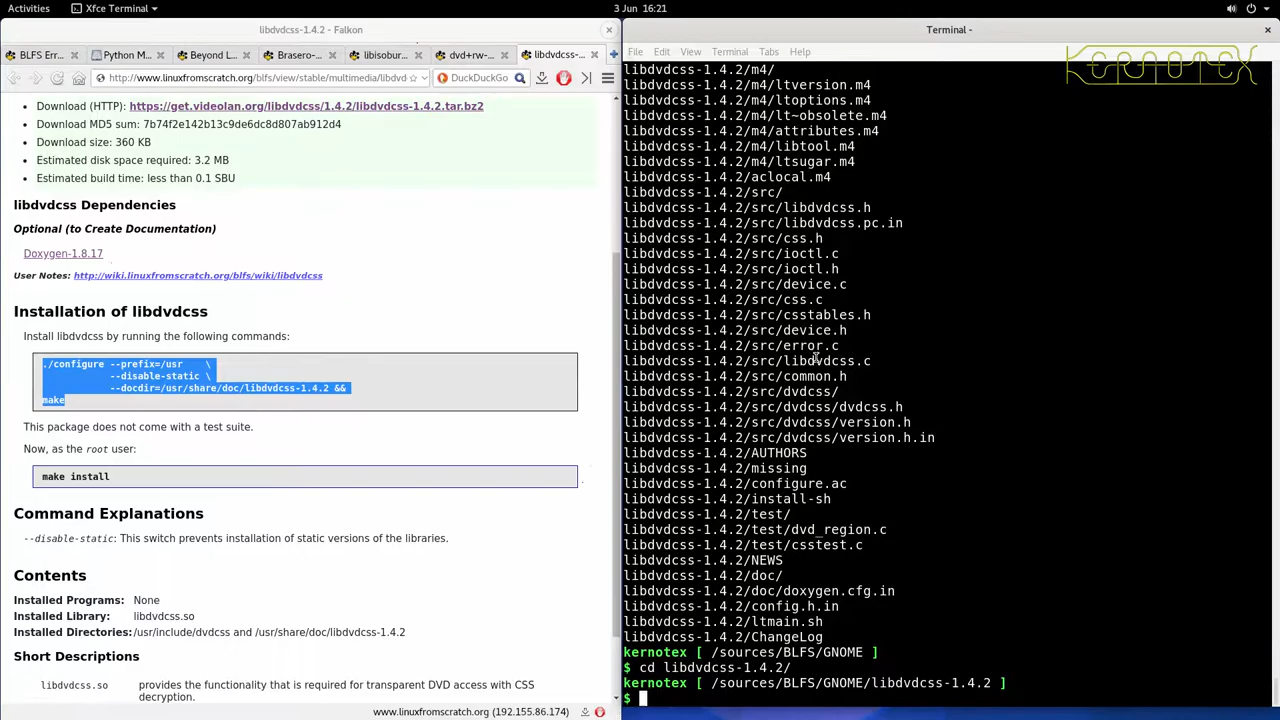 Activities
Xfce Terminal
3 Jun 16:21
libdvdcss-1.4.2 - Falkon
BLFS Err...
Python M...
Beyond L...
Brasero-...
libisobur...
dvd+rw-...
libdvdcss-...
http://www.linuxfromscratch.org/blfs/view/stable/multimedia/libdvd
DuckDuckGo
Download (HTTP): https://get.videolan.org/libdvdcss/1.4.2/libdvdcss-1.4.2.tar.bz2
Download MD5 sum: 7b74f2e142b13c9de6dc8d807ab912d4
Download size: 360 KB
Estimated disk space required: 3.2 MB
Estimated build time: less than 0.1 SBU
libdvdcss Dependencies
Optional (to Create Documentation)
Doxygen-1.8.17
User Notes: http://wiki.linuxfromscratch.org/blfs/wiki/libdvdcss
Installation of libdvdcss
Install libdvdcss by running the following commands:
./configure --prefix=/usr \
--disable-static \
--docdir=/usr/share/doc/libdvdcss-1.4.2 &&
make
This package does not come with a test suite.
Now, as the root user:
make install
Command Explanations
--disable-static: This switch prevents installation of static versions of the libraries.
Contents
Installed Programs: None
Installed Library: libdvdcss.so
Installed Directories: /usr/include/dvdcss and /usr/share/doc/libdvdcss-1.4.2
Short Descriptions
libdvdcss.so provides the functionality that is required for transparent DVD access with CSS
decryption.
www.linuxfromscratch.org (192.155.86.174)
Terminal -
File Edit View Terminal Tabs Help
KERNOTEX
libdvdcss-1.4.2/m4/
libdvdcss-1.4.2/m4/ltversion.m4
libdvdcss-1.4.2/m4/ltoptions.m4
libdvdcss-1.4.2/m4/lt~obsolete.m4
libdvdcss-1.4.2/m4/attributes.m4
libdvdcss-1.4.2/m4/libtool.m4
libdvdcss-1.4.2/m4/ltsugar.m4
libdvdcss-1.4.2/aclocal.m4
libdvdcss-1.4.2/src/
libdvdcss-1.4.2/src/libdvdcss.h
libdvdcss-1.4.2/src/libdvdcss.pc.in
libdvdcss-1.4.2/src/css.h
libdvdcss-1.4.2/src/ioctl.c
libdvdcss-1.4.2/src/ioctl.h
libdvdcss-1.4.2/src/device.c
libdvdcss-1.4.2/src/css.c
libdvdcss-1.4.2/src/csstables.h
libdvdcss-1.4.2/src/device.h
libdvdcss-1.4.2/src/error.c
libdvdcss-1.4.2/src/libdvdcss.c
libdvdcss-1.4.2/src/common.h
libdvdcss-1.4.2/src/dvdcss/
libdvdcss-1.4.2/src/dvdcss/dvdcss.h
libdvdcss-1.4.2/src/dvdcss/version.h
libdvdcss-1.4.2/src/dvdcss/version.h.in
libdvdcss-1.4.2/AUTHORS
libdvdcss-1.4.2/missing
libdvdcss-1.4.2/configure.ac
libdvdcss-1.4.2/install-sh
libdvdcss-1.4.2/test/
libdvdcss-1.4.2/test/dvd_region.c
libdvdcss-1.4.2/test/csstest.c
libdvdcss-1.4.2/NEWS
libdvdcss-1.4.2/doc/
libdvdcss-1.4.2/doc/doxygen.cfg.in
libdvdcss-1.4.2/config.h.in
libdvdcss-1.4.2/ltmain.sh
libdvdcss-1.4.2/ChangeLog
kernotex [ /sources/BLFS/GNOME ]
$ cd libdvdcss-1.4.2/
kernotex [ /sources/BLFS/GNOME/libdvdcss-1.4.2 ]
$